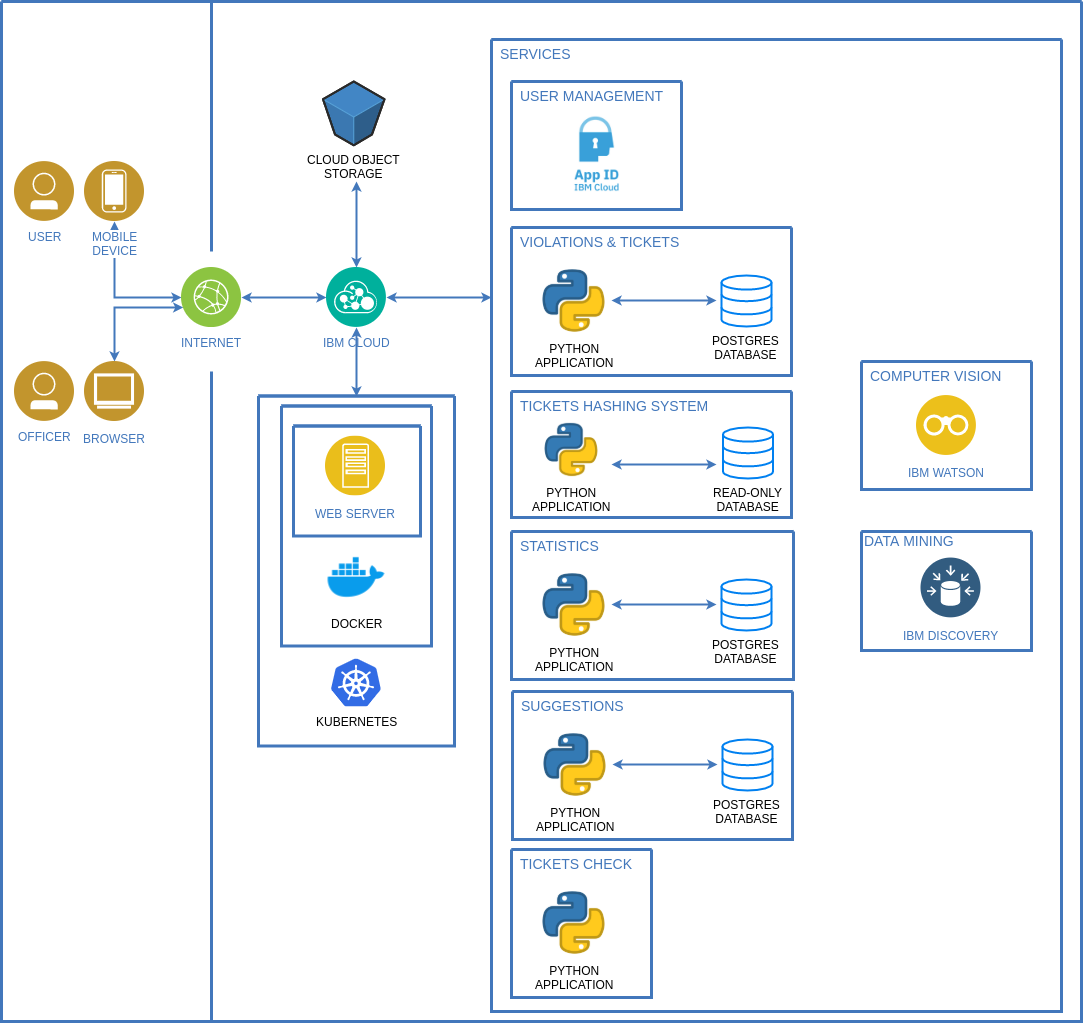 SERVICES
USER MANAGEMENT
App ID
IBM Cloud
CLOUD OBJECT
STORAGE
USER
MOBILE
DEVICE
VIOLATIONS & TICKETS
PYTHON
APPLICATION
POSTGRES
DATABASE
INTERNET
IBM CLOUD
OFFICER
BROWSER
COMPUTER VISION
IBM WATSON
TICKETS HASHING SYSTEM
PYTHON
APPLICATION
READ-ONLY
DATABASE
WEB SERVER
DOCKER
KUBERNETES
STATISTICS
PYTHON
APPLICATION
POSTGRES
DATABASE
DATA MINING
IBM DISCOVERY
SUGGESTIONS
PYTHON
APPLICATION
POSTGRES
DATABASE
TICKETS CHECK
PYTHON
APPLICATION